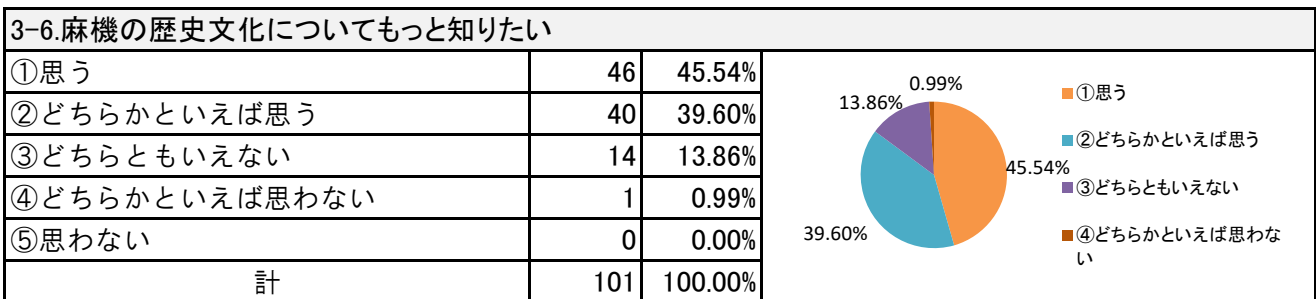 3-6.麻機の歴史文化についてもっと知りたい
①思う 46 45.54%
②どちらかといえば思う 40 39.60%
③どちらともいえない 14 13.86%
④どちらかといえば思わない 1 0.99%
⑤思わない 0 0.00%
計 101 100.00%
0.99%
13.86%
45.54%
39.60%
①思う
②どちらかといえば思う
③どちらともいえない
④どちらかといえば思わな
い